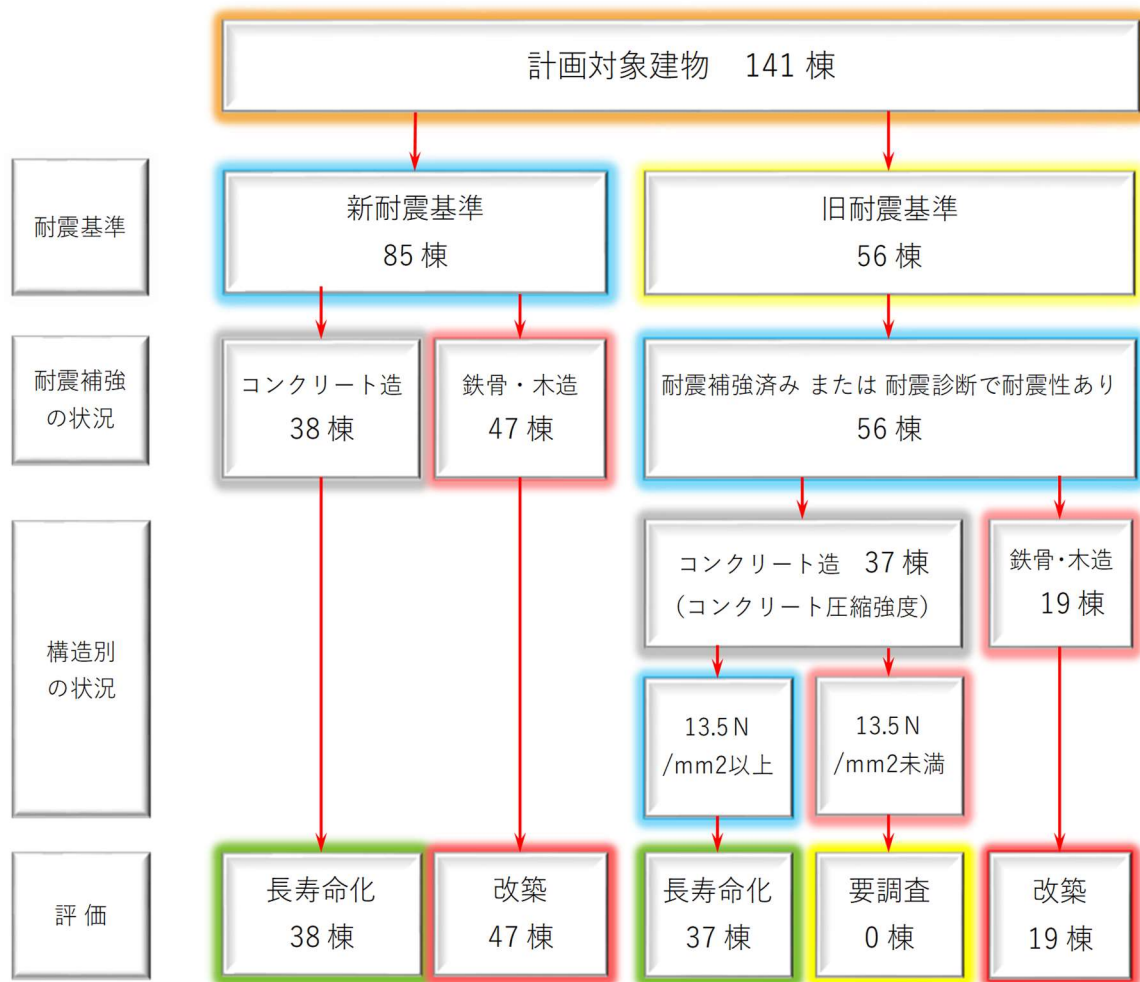 計画対象建物　141 棟
耐震基準
新耐震基準
85 棟
旧耐震基準
56 棟
耐震補強
の状況
コンクリート造
38 棟
鉄骨・木造
47 棟
耐震補強済み または 耐震診断で耐震性あり
56 棟
構造別
の状況
コンクリート造　37 棟
（コンクリート圧縮強度）
鉄骨・木造
19 棟
13.5 N
/mm2以上
13.5 N
/mm2未満
評 価
長寿命化
38 棟
改築
47 棟
長寿命化
37 棟
要調査
0 棟
改築
19 棟